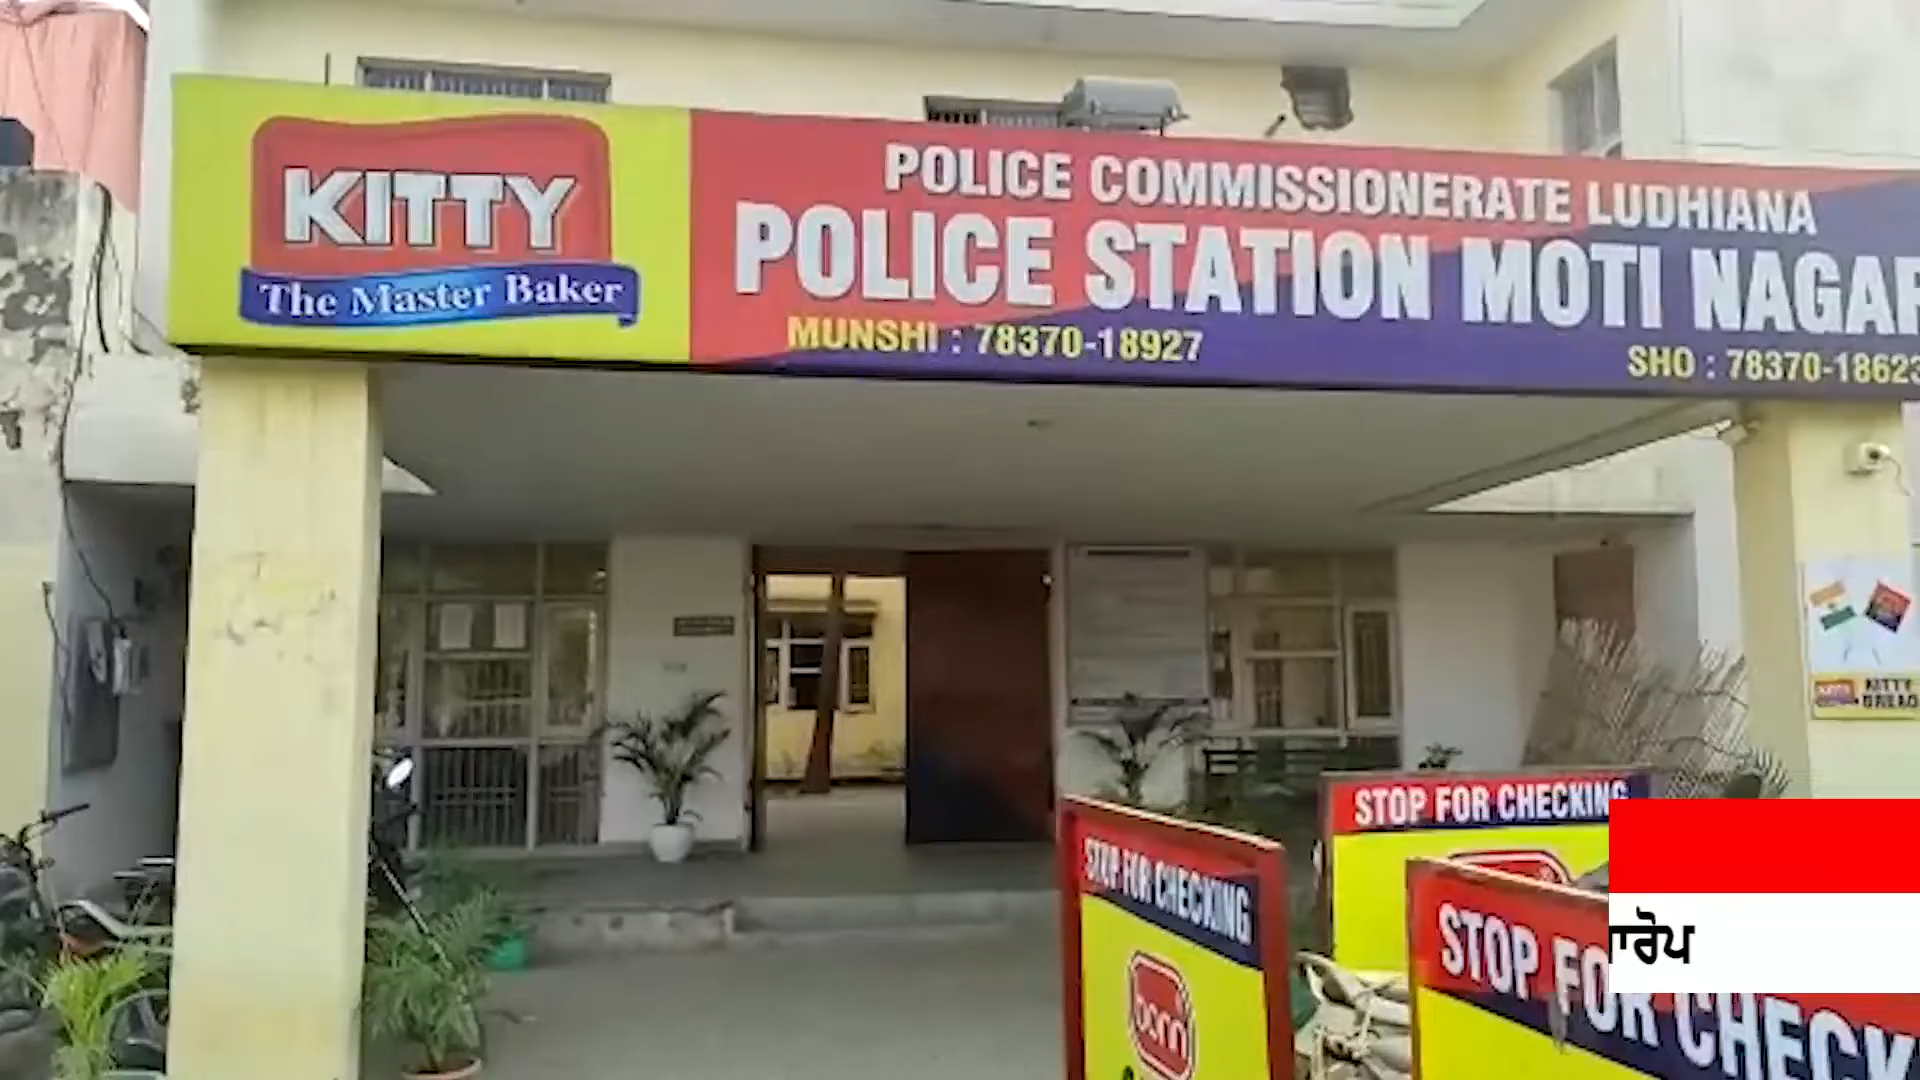 KITTY
The Master Baker
POLICE COMMISSIONERATE LUDHIANA
POLICE STATION MOTI NAGAR
MUNSHI : 78370-18927
SHO : 78370-18623
KITTY
BREAD
STOP FOR CHECKING
STOP FOR CHECKING
bonn
STOP FOR CHECK
ਾਰੋਪ